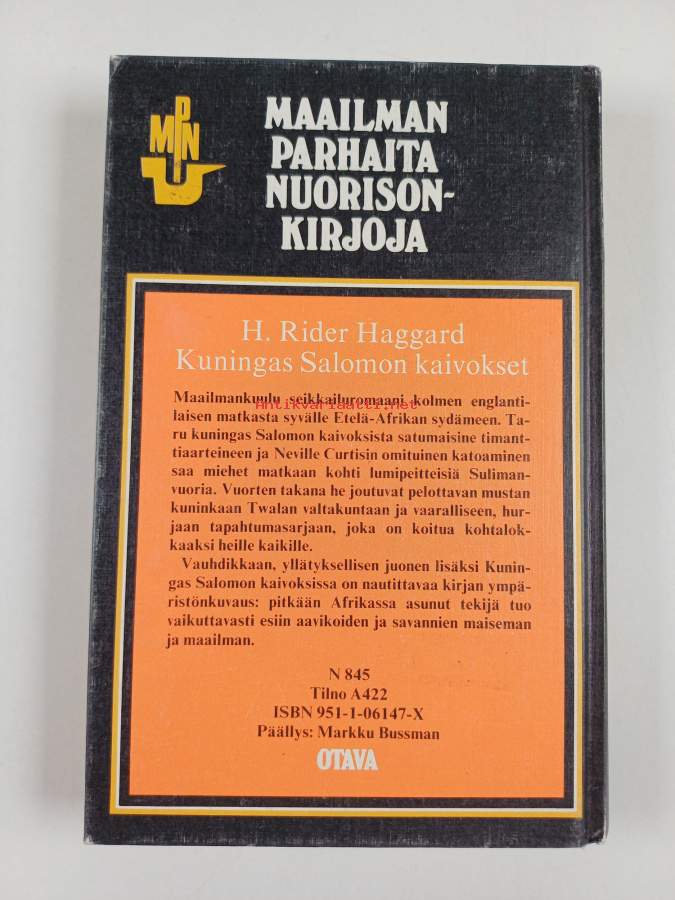 MPN
MAAILMAN
PARHAITA
NUORISON-
KIRJOJA
H. Rider Haggard
Kuningas Salomon kaivokset
Maailmankuulu seikkailuromaani kolmen englanti-
Antikvariaatti.net
laisen matkasta syvälle Etelä-Afrikan sydämeen. Ta-
ru kuningas Salomon kaivoksista satumaisine timant-
tiaarteineen ja Neville Curtisin omituinen katoaminen
saa miehet matkaan kohti lumipeitteisiä Suliman-
vuoria. Vuorten takana he joutuvat pelottavan mustan
kuninkaan Twalan valtakuntaan ja vaaralliseen, hur-
jaan tapahtumasarjaan, joka on koitua kohtalok-
kaaksi heille kaikille.
Vauhdikkaan, yllätyksellisen juonen lisäksi Kunin-
gas Salomon kaivoksissa on nautittavaa kirjan ympä-
ristönkuvaus: pitkään Afrikassa asunut tekijä tuo
vaikuttavasti esiin aavikoiden ja savannien maiseman
ja maailman.
N 845
Tilno A422
ISBN 951-1-06147-X
Päällys: Markku Bussman
OTAVA